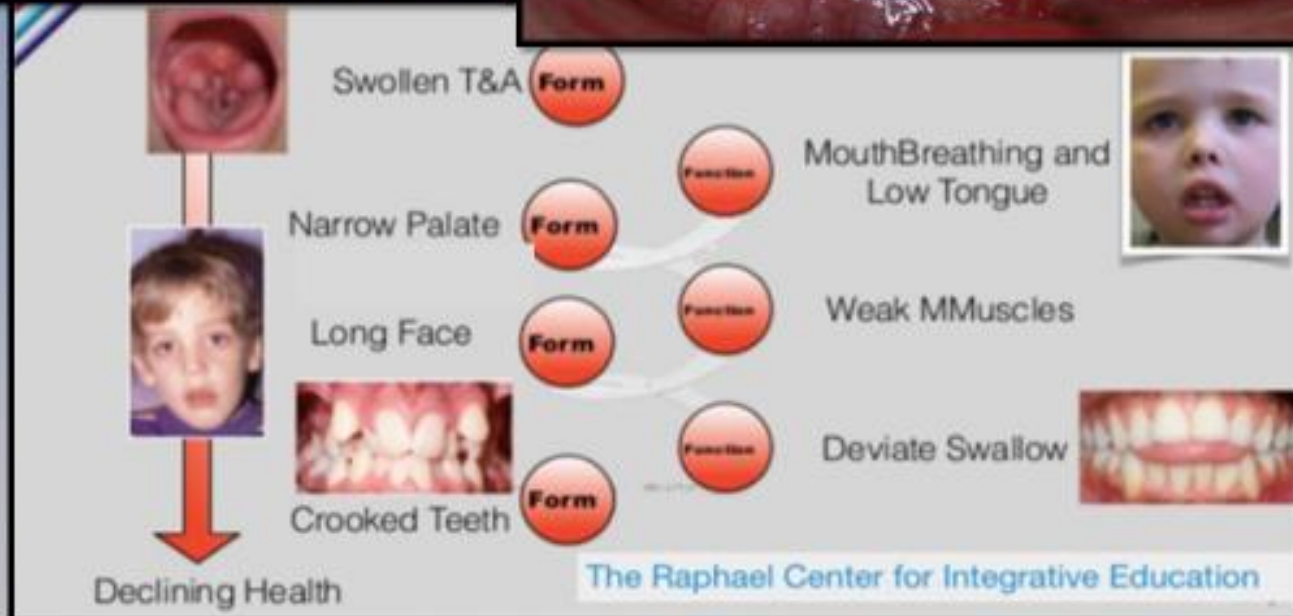 Swollen T&A
Form
Function
MouthBreathing and
Low Tongue
Narrow Palate
Form
Function
Weak MMuscles
Long Face
Form
Function
Deviate Swallow
Crooked Teeth
Form
The Raphael Center for Integrative Education
Declining Health